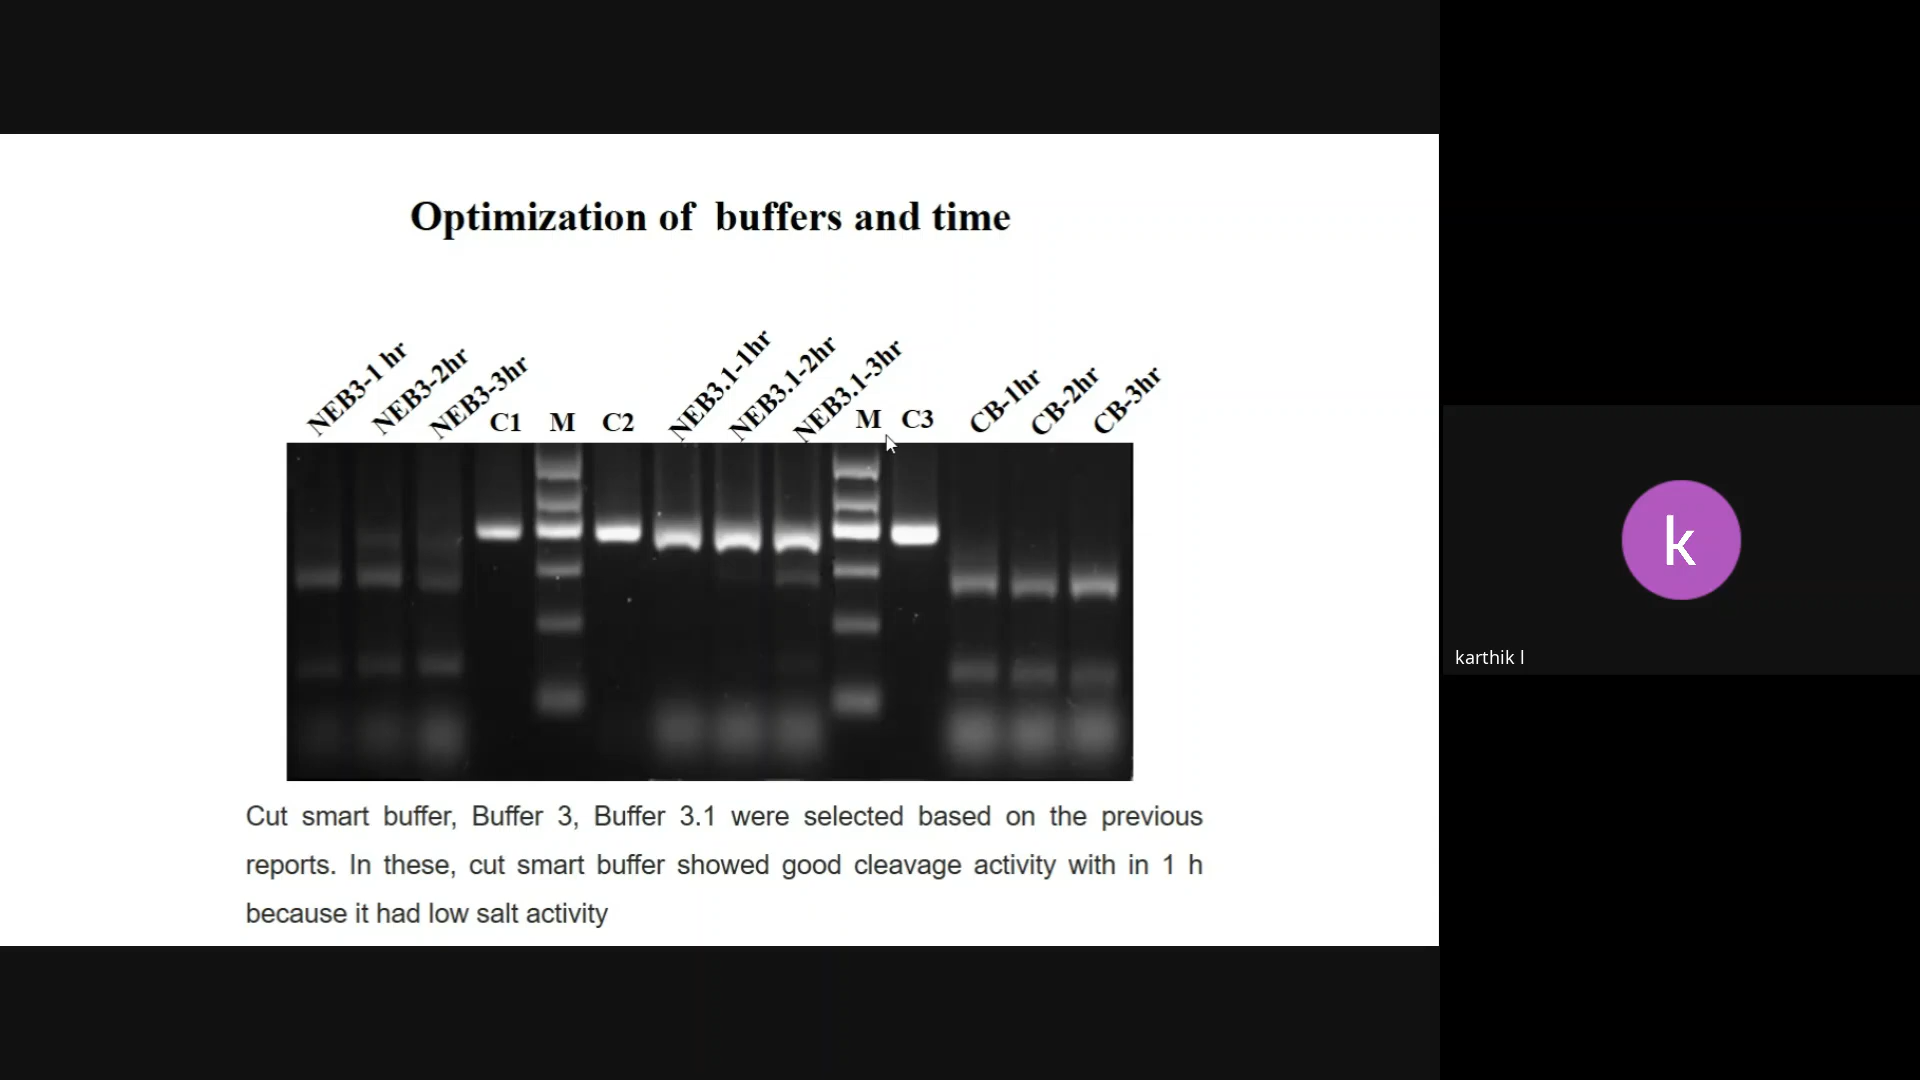 Optimization of buffers and time
NEB3-1 hr
NEB3-2hr
NEB3-3hr
C1
M
C2
NEB3.1-1hr
NEB3.1-2hr
NEB3.1-3hr
M
C3
CB-1hr
CB-2hr
CB-3hr
Cut smart buffer, Buffer 3, Buffer 3.1 were selected based on the previous
reports. In these, cut smart buffer showed good cleavage activity with in 1 h
because it had low salt activity
k
karthik l